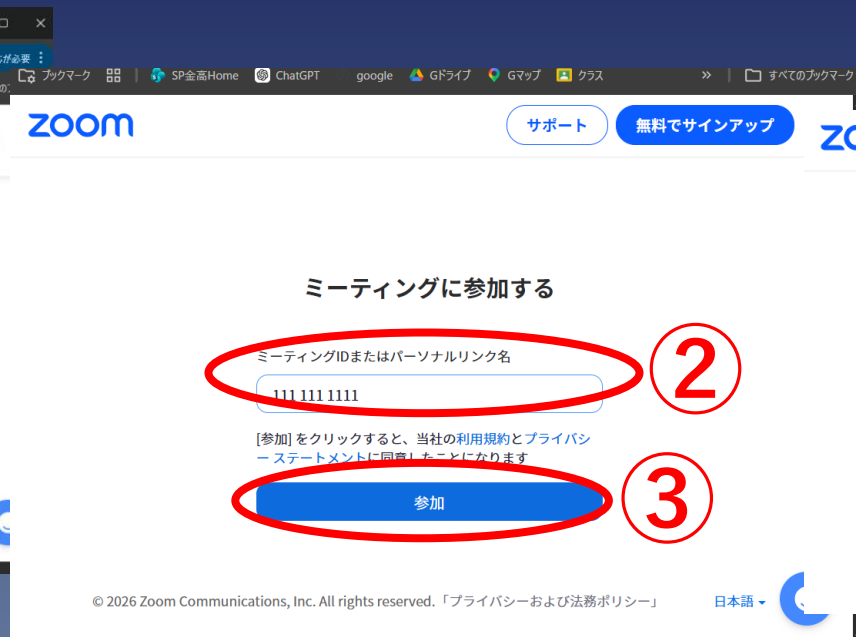 が必要
ブックマーク SP金高Home ChatGPT google Gドライブ Gマップ クラス » すべてのブックマーク
zoom サポート 無料でサインアップ
ミーティングに参加する
ミーティングIDまたはパーソナルリンク名
②
111 111 1111
[参加] をクリックすると、当社の利用規約とプライバシ
ー ステートメントに同意したことになります
参加
③
© 2026 Zoom Communications, Inc. All rights reserved.「プライバシーおよび法務ポリシー」 日本語